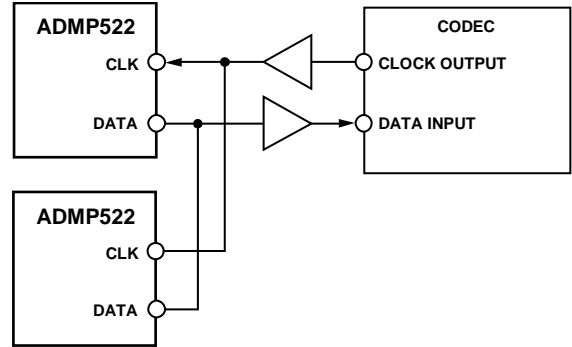 ADMP522
CLK
DATA
CODEC
CLOCK OUTPUT
DATA INPUT
ADMP522
CLK
DATA